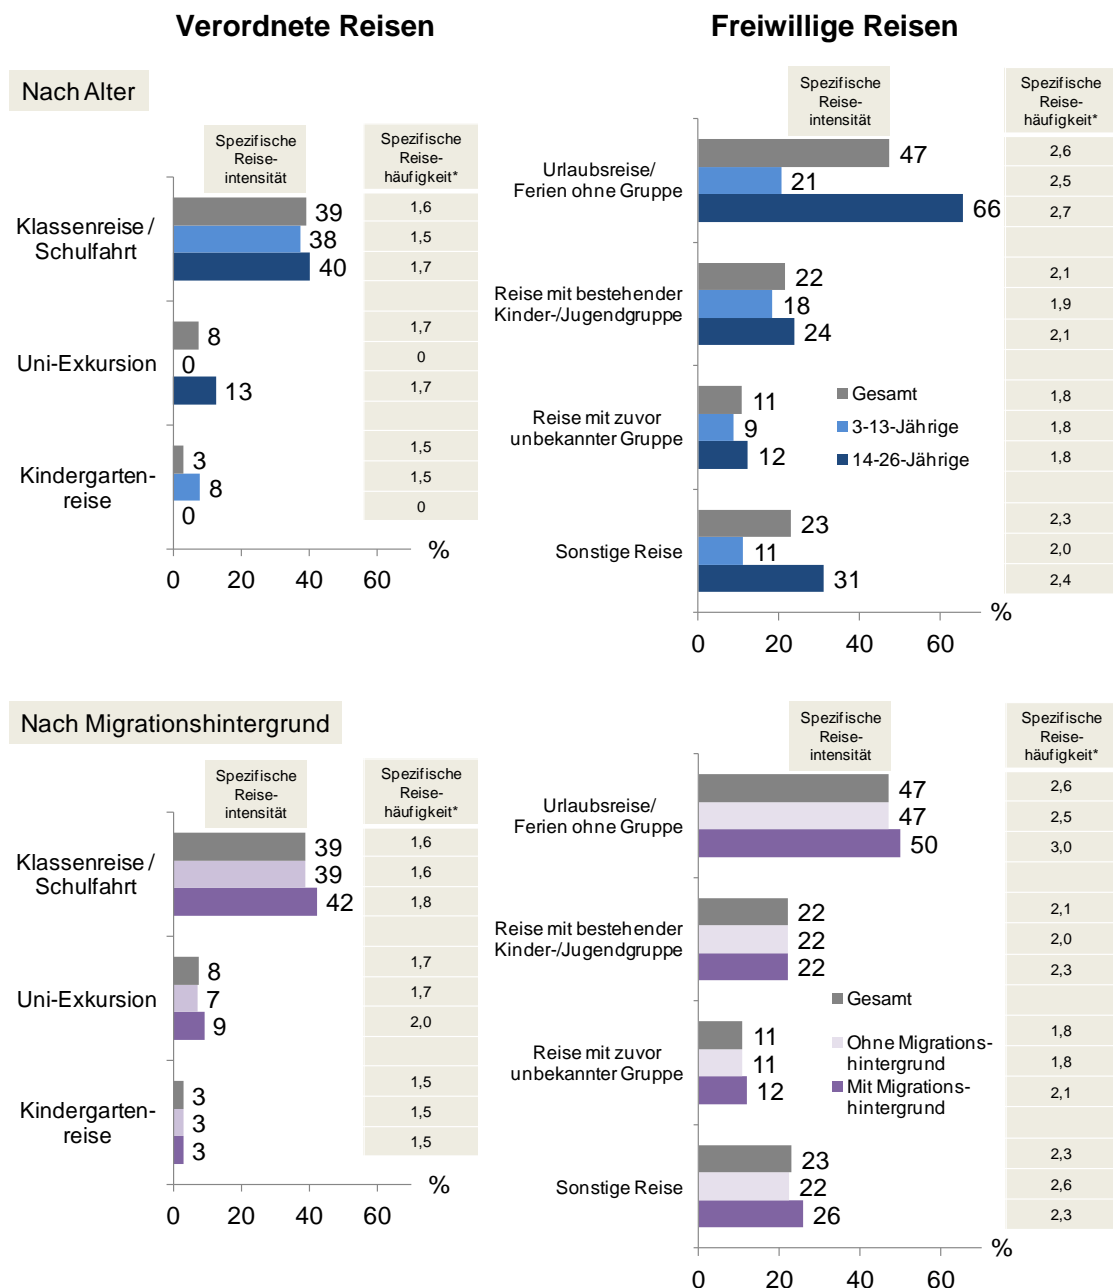 Verordnete Reisen
Freiwillige Reisen
Nach Alter
Spezifische
Reise-
intensität
Spezifische
Reise-
häufigkeit*
Klassenreise /
Schulfahrt
39
38
40
1,6
1,5
1,7
Uni-Exkursion
8
0
13
1,7
0
1,7
Kindergarten-
reise
3
8
0
1,5
1,5
0
%
0 20 40 60
Spezifische
Reise-
intensität
Spezifische
Reise-
häufigkeit*
Urlaubsreise/
Ferien ohne Gruppe
47
21
66
2,6
2,5
2,7
Reise mit bestehender
Kinder-/Jugendgruppe
22
18
24
2,1
1,9
2,1
Reise mit zuvor
unbekannter Gruppe
11
9
12
1,8
1,8
1,8
Gesamt
3-13-Jährige
14-26-Jährige
Sonstige Reise
23
11
31
2,3
2,0
2,4
%
0 20 40 60
Nach Migrationshintergrund
Spezifische
Reise-
intensität
Spezifische
Reise-
häufigkeit*
Klassenreise /
Schulfahrt
39
39
42
1,6
1,6
1,8
Uni-Exkursion
8
7
9
1,7
1,7
2,0
Kindergarten-
reise
3
3
3
1,5
1,5
1,5
%
0 20 40 60
Spezifische
Reise-
intensität
Spezifische
Reise-
häufigkeit*
Urlaubsreise/
Ferien ohne Gruppe
47
47
50
2,6
2,5
3,0
Reise mit bestehender
Kinder-/Jugendgruppe
22
22
22
2,1
2,0
2,3
Reise mit zuvor
unbekannter Gruppe
11
11
12
1,8
1,8
2,1
Gesamt
Ohne Migrations-
hintergrund
Mit Migrations-
hintergrund
Sonstige Reise
23
22
26
2,3
2,6
2,3
%
0 20 40 60